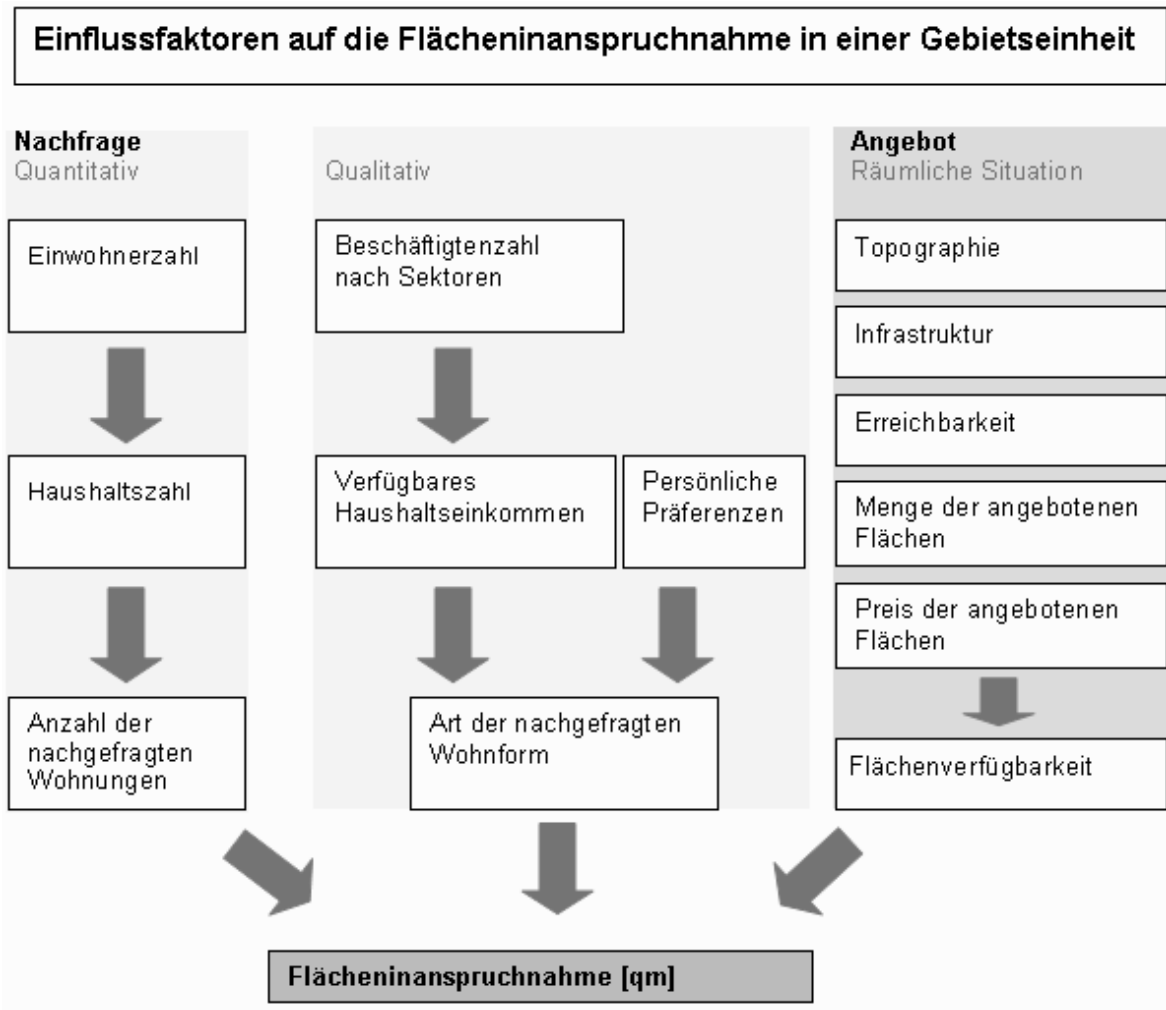 Einflussfaktoren auf die Flächeninanspruchnahme in einer Gebietseinheit
Nachfrage
Quantitativ
Einwohnerzahl
Haushaltszahl
Anzahl der
nachgefragten
Wohnungen
Qualitativ
Beschäftigtenzahl
nach Sektoren
Verfügbares
Haushaltseinkommen
Persönliche
Präferenzen
Art der nachgefragten
Wohnform
Angebot
Räumliche Situation
Topographie
Infrastruktur
Erreichbarkeit
Menge der angebotenen
Flächen
Preis der angebotenen
Flächen
Flächenverfügbarkeit
Flächeninanspruchnahme [qm]